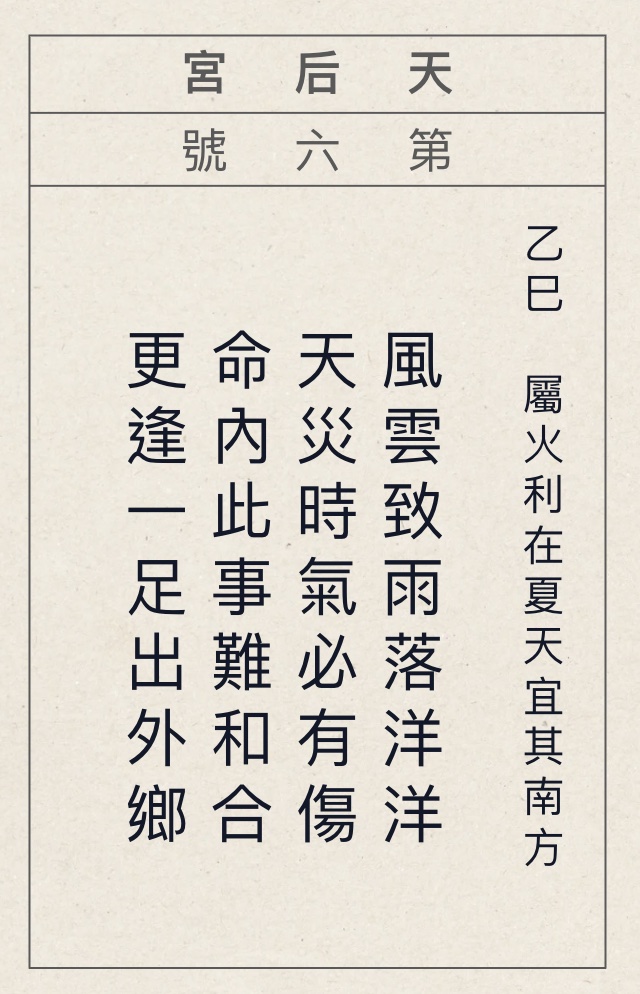 天后宮
第六號
乙巳 屬火利在夏天宜其南方
風雲致雨落洋洋
天災時氣必有傷
命內此事難和合
更逢一足出外鄉